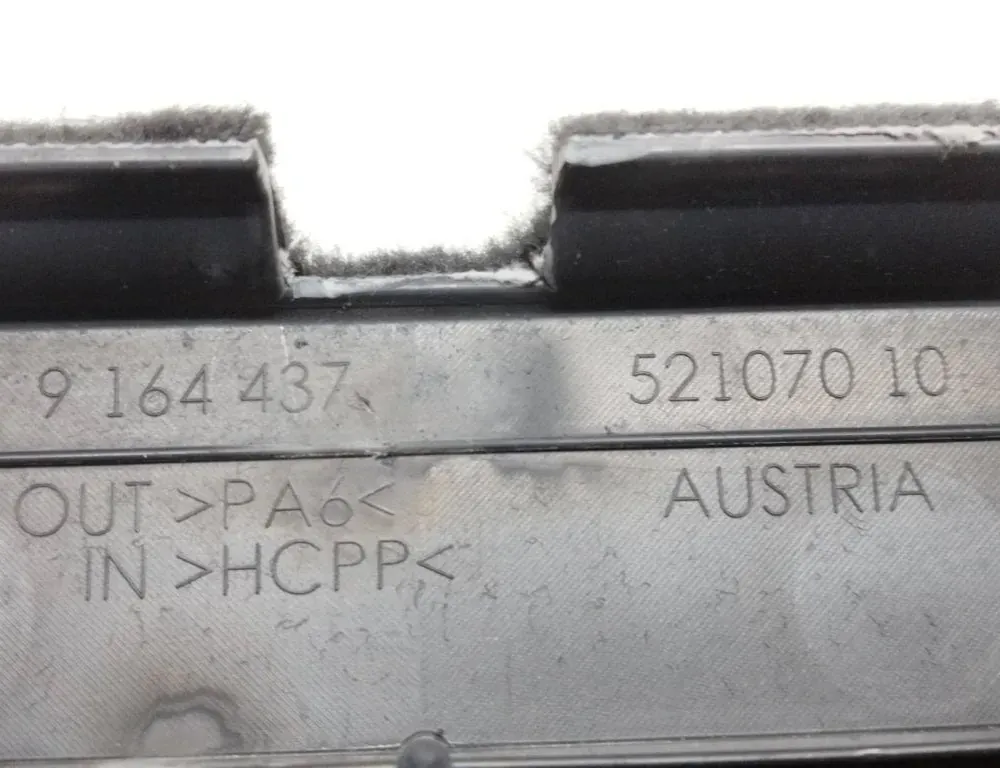 9 164 437 521070 10
OUT >PA6< AUSTRIA
IN >HCPP<